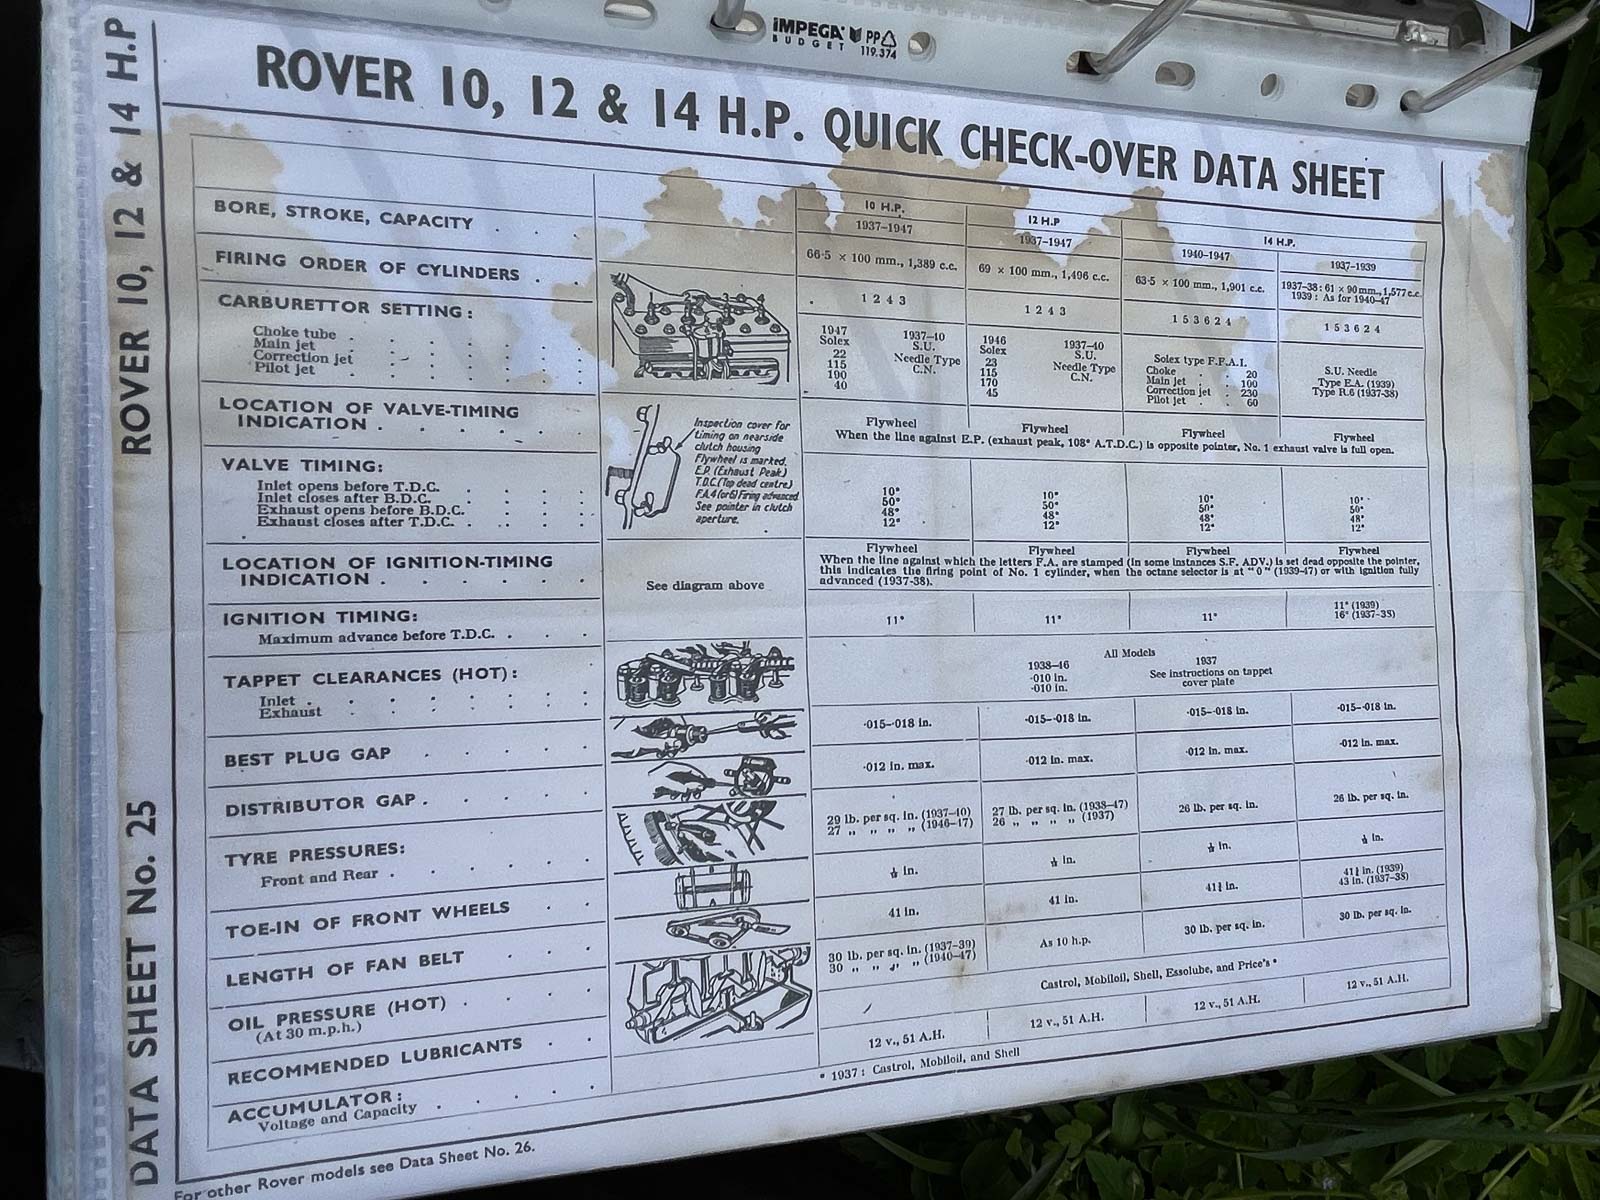 IMPEGA PP
BUDGET 119.374
ROVER 10, 12 & 14 H.P
DATA SHEET No. 25
ROVER 10, 12 & 14 H.P. QUICK CHECK-OVER DATA SHEET
10 H.P. 12 H.P 14 H.P.
1937-1947 1937-1947 1940-1947 1937-1939
BORE, STROKE, CAPACITY . . .
66·5 × 100 mm., 1,389 c.c. 69 × 100 mm., 1,496 c.c. 63·5 × 100 mm., 1,901 c.c. 1937-38: 61 × 90 mm., 1,577 c.c.
1939: As for 1940-47
FIRING ORDER OF CYLINDERS . .
1 2 4 3 1 2 4 3 1 5 3 6 2 4 1 5 3 6 2 4
CARBURETTOR SETTING:
1947 1937-40 1946 1937-40
Solex S.U. Solex S.U. Solex type F.F.A.I. S.U. Needle
Choke tube 22 Needle Type 23 Needle Type Choke 20 Type E.A. (1939)
Main jet 115 C.N. 115 C.N. Main jet 100 Type R.6 (1937-38)
Correction jet 190 170 Correction jet 230
Pilot jet 40 45 Pilot jet 60
LOCATION OF VALVE-TIMING
INDICATION . . . . .
Inspection cover for
timing on nearside
clutch housing
Flywheel is marked.
E.P. (Exhaust Peak)
T.D.C. (Top dead centre)
F.A.4 (or 6) Firing advanced
See pointer in clutch
aperture.
Flywheel Flywheel Flywheel Flywheel
When the line against E.P. (exhaust peak, 108° A.T.D.C.) is opposite pointer, No. 1 exhaust valve is full open.
VALVE TIMING:
Inlet opens before T.D.C. 10° 10° 10° 10°
Inlet closes after B.D.C. 50° 50° 50° 50°
Exhaust opens before B.D.C. 48° 48° 48° 48°
Exhaust closes after T.D.C. 12° 12° 12° 12°
LOCATION OF IGNITION-TIMING
INDICATION . . . . .
See diagram above
Flywheel Flywheel Flywheel Flywheel
When the line against which the letters F.A. are stamped (in some instances S.F. ADV.) is set dead opposite the pointer,
this indicates the firing point of No. 1 cylinder, when the octane selector is at "0" (1939-47) or with ignition fully
advanced (1937-38).
IGNITION TIMING:
Maximum advance before T.D.C. . . . 11° 11° 11° 11° (1939)
16° (1937-38)
TAPPET CLEARANCES (HOT):
All Models
1938-46 1937
Inlet ·010 in. See instructions on tappet
Exhaust ·010 in. cover plate
BEST PLUG GAP . . . .
·015-·018 in. ·015-·018 in. ·015-·018 in. ·015-·018 in.
DISTRIBUTOR GAP . . . .
·012 in. max. ·012 in. max. ·012 in. max. ·012 in. max.
TYRE PRESSURES:
Front and Rear . . . .
29 lb. per sq. in. (1937-40) 27 lb. per sq. in. (1938-47) 26 lb. per sq. in. 26 lb. per sq. in.
27 „ „ „ „ (1946-47) 26 „ „ „ „ (1937)
TOE-IN OF FRONT WHEELS . .
in. in. in. in.
LENGTH OF FAN BELT . . .
41 in. 41 in. 41¾ in. 41¾ in. (1939)
43 in. (1937-38)
OIL PRESSURE (HOT) . . . .
(At 30 m.p.h.)
30 lb. per sq. in. (1937-39) As 10 h.p. 30 lb. per sq. in. 30 lb. per sq. in.
30 „ „ „ „ (1940-47)
RECOMMENDED LUBRICANTS . .
Castrol, Mobiloil, Shell, Essolube, and Price's *
ACCUMULATOR:
Voltage and Capacity . . . .
12 v., 51 A.H. 12 v., 51 A.H. 12 v., 51 A.H. 12 v., 51 A.H.
* 1937: Castrol, Mobiloil, and Shell
For other Rover models see Data Sheet No. 26.